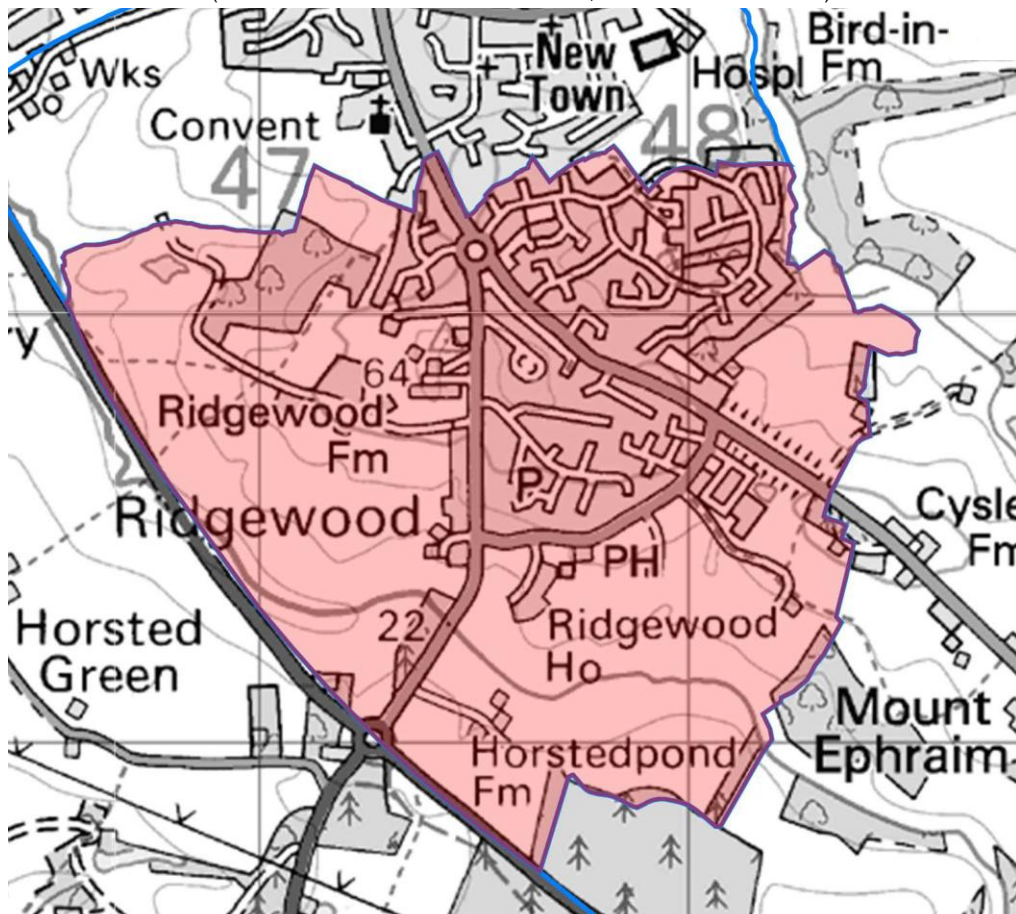 Bird-in-
Fm
New
Town
Hospl
Wks
Convent
47
48
ry
64
Ridgewood
Fm
Ridgewood
P
PH
Cysle
Fm
22
Ridgewood
Ho
Horsted
Green
Mount
Ephraim
Horstedpond
Fm